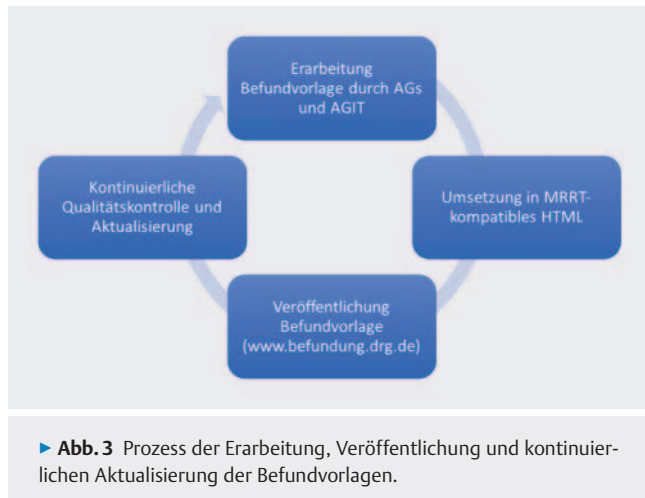 Erarbeitung
Befundvorlage durch AGs
und AGIT
Umsetzung in MRRT-
kompatibles HTML
Veröffentlichung
Befundvorlage
(www.befundung.drg.de)
Kontinuierliche
Qualitätskontrolle und
Aktualisierung
► Abb. 3 Prozess der Erarbeitung, Veröffentlichung und kontinuier-
lichen Aktualisierung der Befundvorlagen.